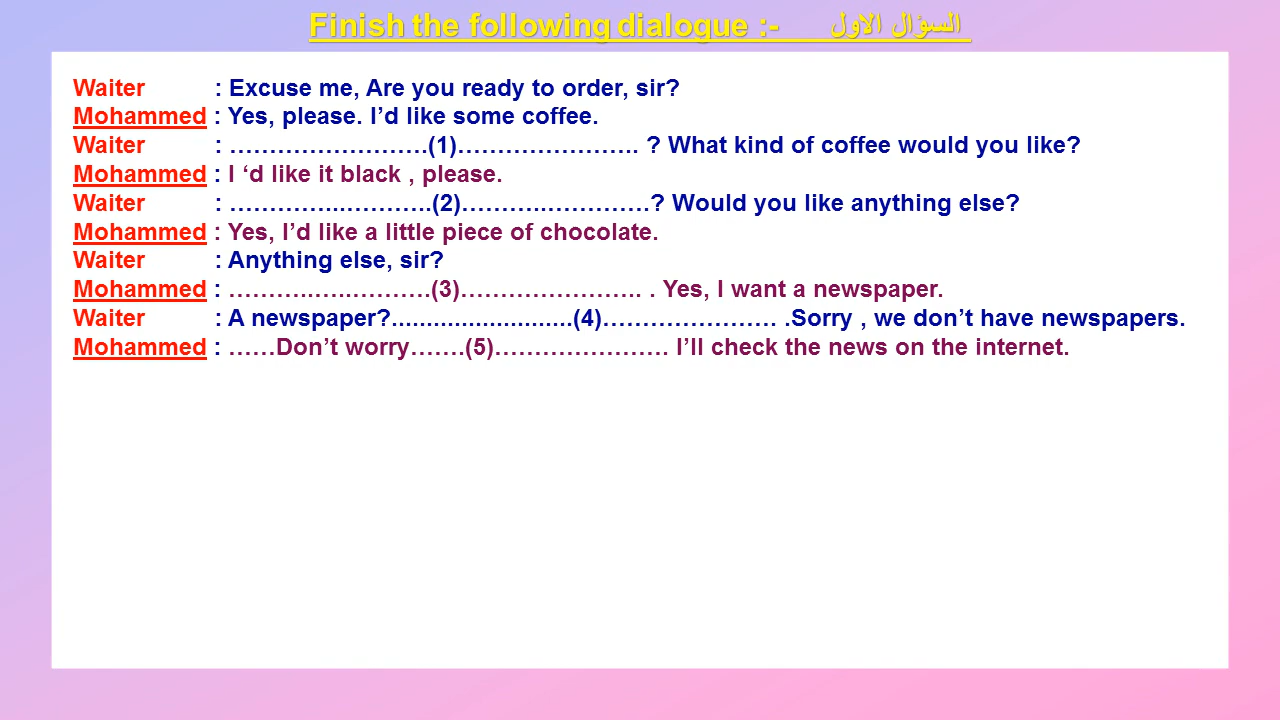 Finish the following dialogue :- السؤال الاول
Waiter : Excuse me, Are you ready to order, sir?
Mohammed : Yes, please. I’d like some coffee.
Waiter : …………………….(1)………………….. ? What kind of coffee would you like?
Mohammed : I ‘d like it black , please.
Waiter : …………..………..(2)……….………….? Would you like anything else?
Mohammed : Yes, I’d like a little piece of chocolate.
Waiter : Anything else, sir?
Mohammed : ……….….……….(3)………………….. . Yes, I want a newspaper.
Waiter : A newspaper?..........................(4)…………………. .Sorry , we don’t have newspapers.
Mohammed : ……Don’t worry…….(5)…………………. I’ll check the news on the internet.